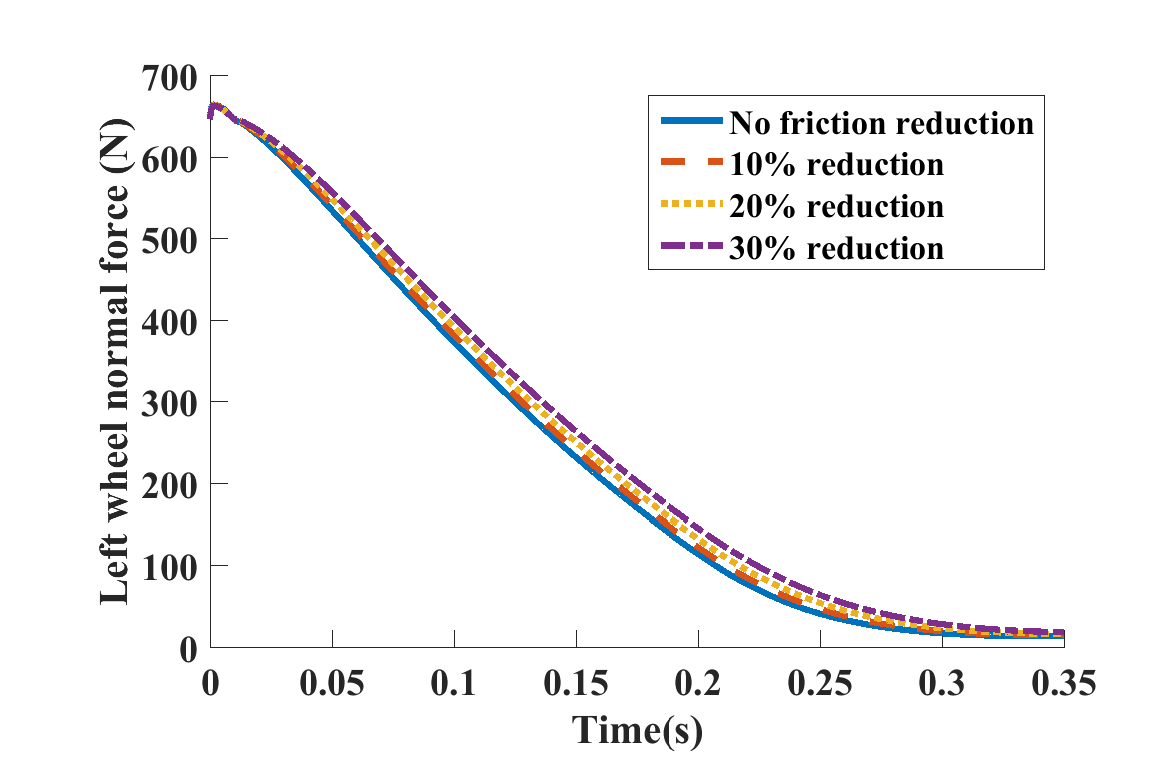 Left wheel normal force (N)
700
600
500
400
300
200
100
0
No friction reduction
10% reduction
20% reduction
30% reduction
0 0.05 0.1 0.15 0.2 0.25 0.3 0.35
Time(s)